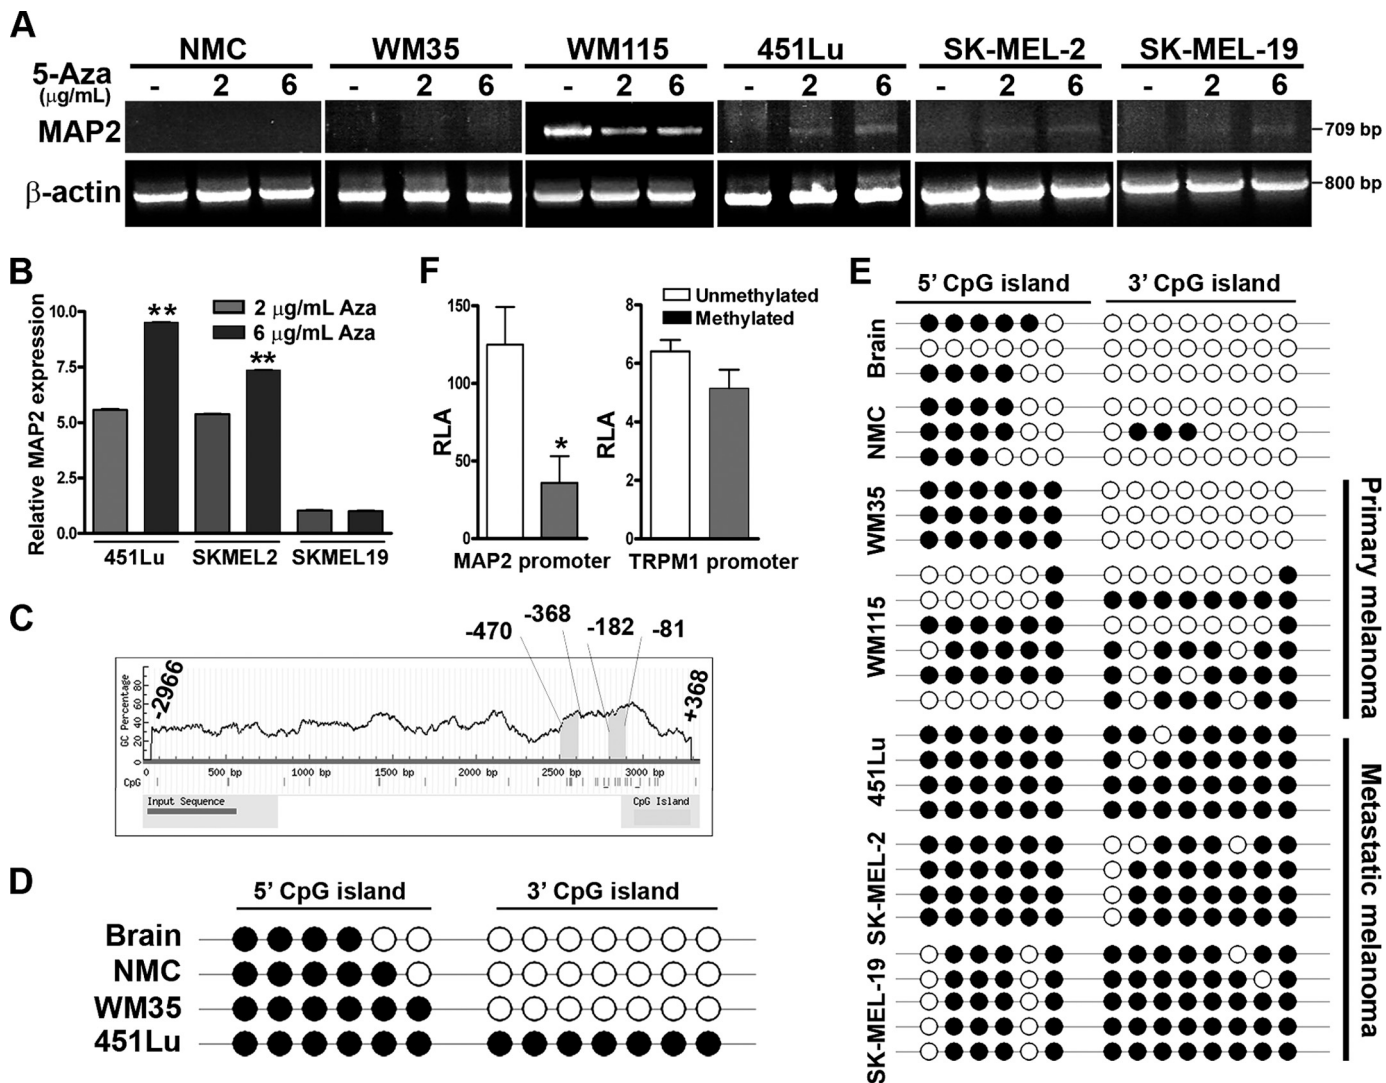 A
NMC WM35 WM115 451Lu SK-MEL-2 SK-MEL-19
5-Aza
(μg/mL)
- 2 6 - 2 6 - 2 6 - 2 6 - 2 6 - 2 6
MAP2
709 bp
β-actin
800 bp
B
Relative MAP2 expression
10.0
7.5
5.0
2.5
0.0
2 μg/mL Aza
6 μg/mL Aza
**
**
451Lu SKMEL2 SKMEL19
F
RLA
150
100
50
0
*
MAP2 promoter
RLA
8
6
4
2
0
Unmethylated
Methylated
TRPM1 promoter
C
-470 -368 -182 -81
-2966
+368
GC Percentage
80
60
40
20
0 500 bp 1000 bp 1500 bp 2000 bp 2500 bp 3000 bp
CpG
Input Sequence
CpG Island
D
5' CpG island 3' CpG island
Brain
NMC
WM35
451Lu
E
5' CpG island 3' CpG island
Brain
NMC
WM35
WM115
451Lu
SK-MEL-2
SK-MEL-19
Primary melanoma
Metastatic melanoma